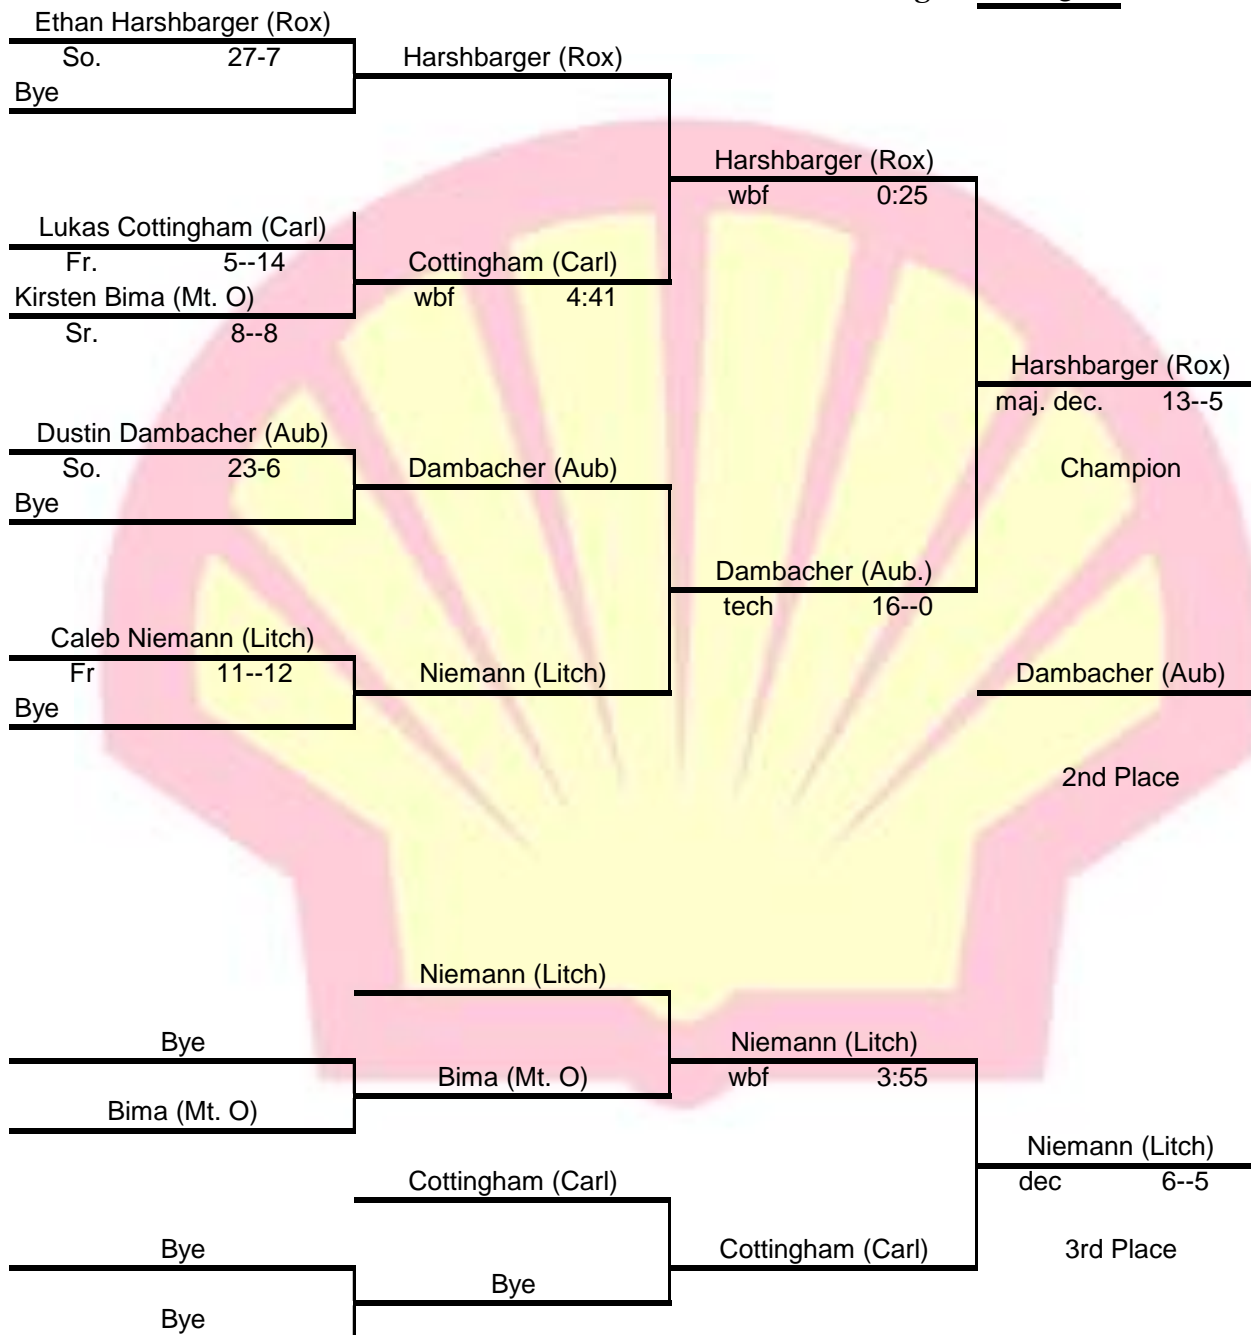 Ethan Harshbarger (Rox)
So. 27-7 Harshbarger (Rox)
Bye
Harshbarger (Rox)
wbf 0:25
Lukas Cottingham (Carl)
Fr. 5--14 Cottingham (Carl)
Kirsten Bima (Mt. O) wbf 4:41
Sr. 8--8
Harshbarger (Rox)
maj. dec. 13--5
Dustin Dambacher (Aub)
So. 23-6 Dambacher (Aub) Champion
Bye
Dambacher (Aub.)
tech 16--0
Caleb Niemann (Litch)
Fr 11--12 Niemann (Litch) Dambacher (Aub)
Bye
2nd Place
Niemann (Litch)
Bye Niemann (Litch)
Bima (Mt. O) wbf 3:55
Bima (Mt. O)
Niemann (Litch)
Cottingham (Carl) dec 6--5
Bye Cottingham (Carl) 3rd Place
Bye
Bye